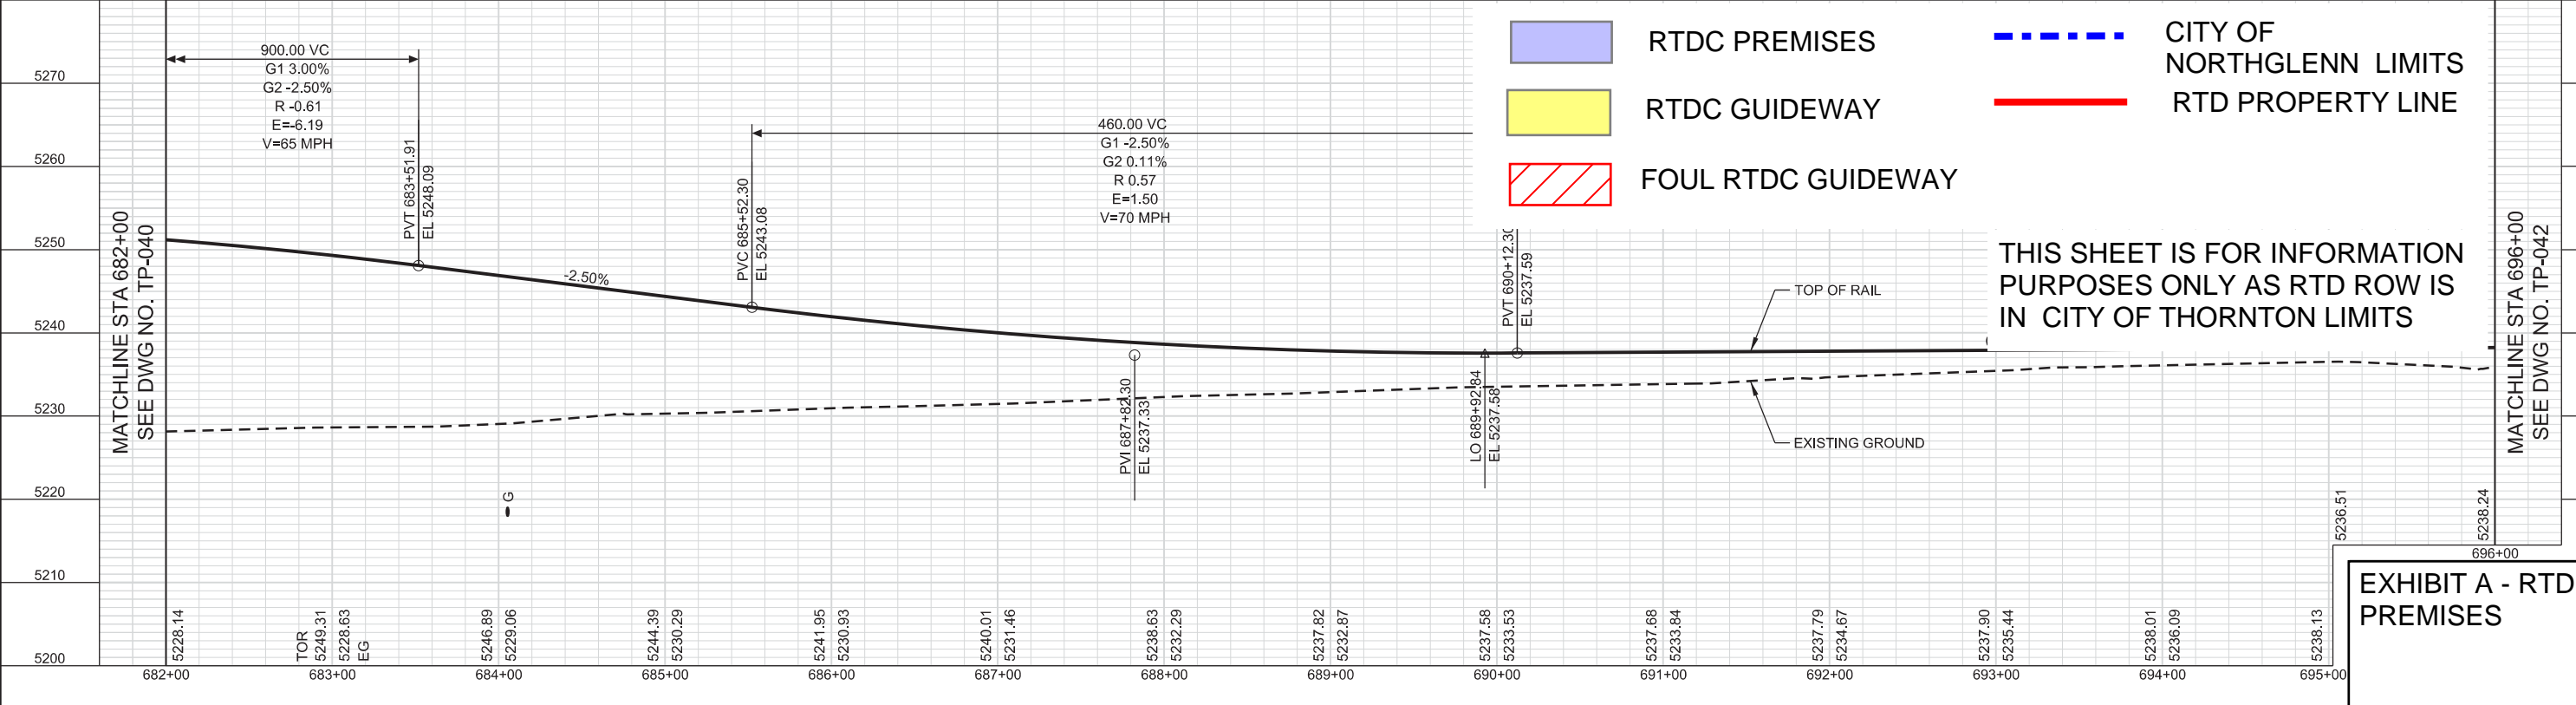 900.00 VC
G1 3.00%
G2 -2.50%
R -0.61
E=-6.19
V=65 MPH
PVT 683+51.91
EL 5248.09
-2.50%
PVC 685+52.30
EL 5243.08
460.00 VC
G1 -2.50%
G2 0.11%
R 0.57
E=1.50
V=70 MPH
PVI 687+82.30
EL 5237.33
LO 689+92.84
EL 5237.58
PVT 690+12.30
EL 5237.59
TOP OF RAIL
EXISTING GROUND
G
RTDC PREMISES
RTDC GUIDEWAY
FOUL RTDC GUIDEWAY
CITY OF
NORTHGLENN LIMITS
RTD PROPERTY LINE
THIS SHEET IS FOR INFORMATION
PURPOSES ONLY AS RTD ROW IS
IN CITY OF THORNTON LIMITS
MATCHLINE STA 682+00
SEE DWG NO. TP-040
MATCHLINE STA 696+00
SEE DWG NO. TP-042
5270
5260
5250
5240
5230
5220
5210
5200
5228.14
TOR
5249.31
5228.63
EG
5246.89
5229.06
5244.39
5230.29
5241.95
5230.93
5240.01
5231.46
5238.63
5232.29
5237.82
5232.87
5237.58
5233.53
5237.68
5233.84
5237.79
5234.67
5237.90
5235.44
5238.01
5236.09
5238.13
5236.51
5238.24
682+00
683+00
684+00
685+00
686+00
687+00
688+00
689+00
690+00
691+00
692+00
693+00
694+00
695+00
696+00
EXHIBIT A - RTD
PREMISES